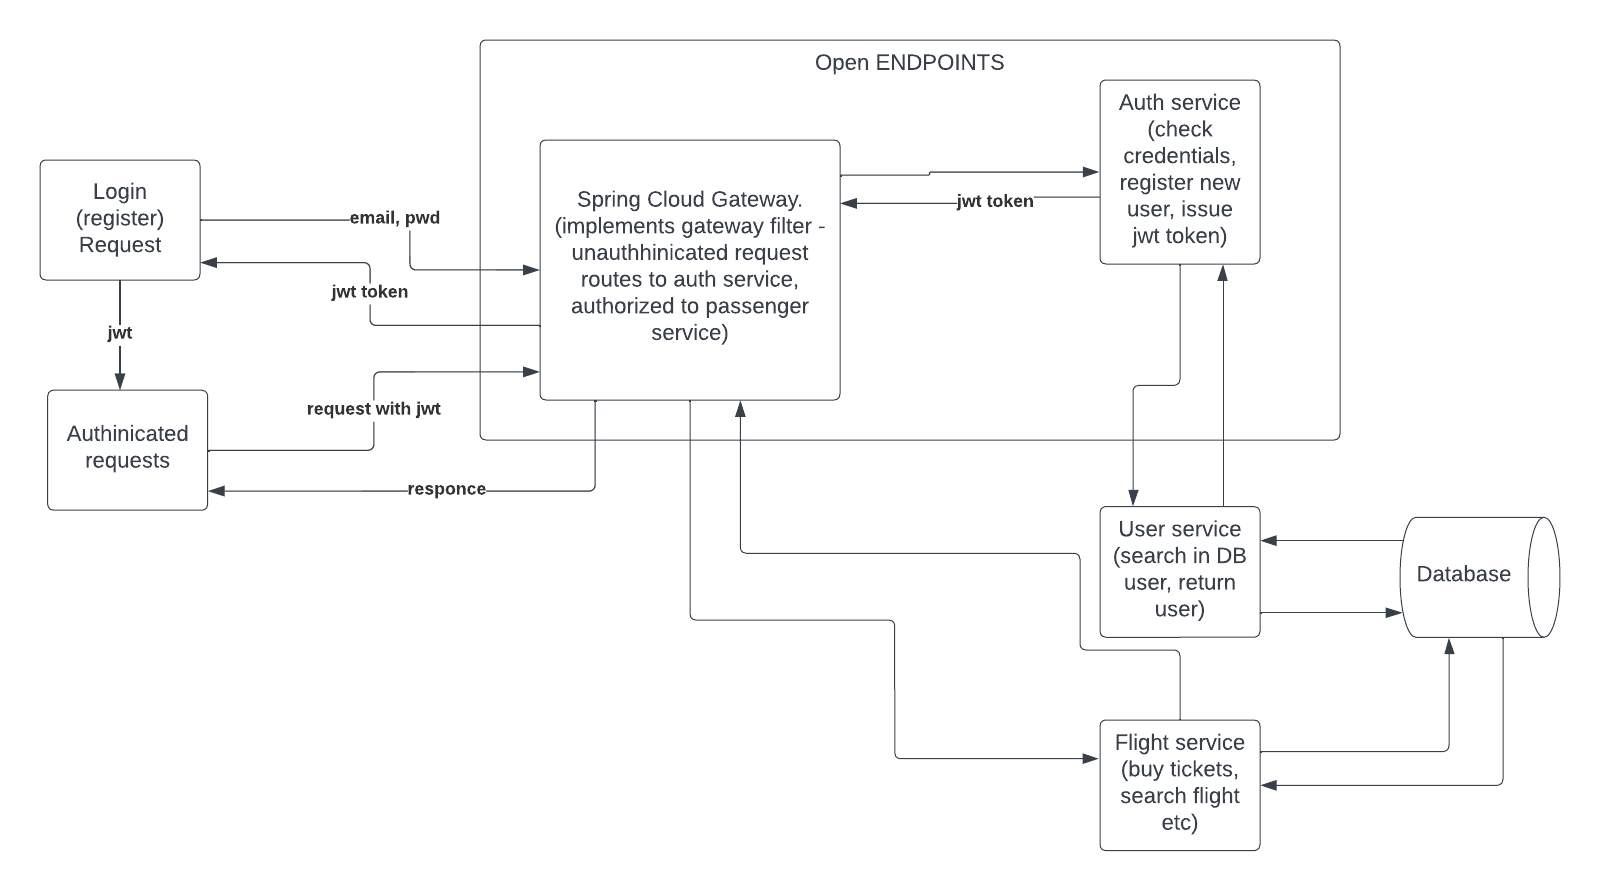 Open ENDPOINTS
Auth service
(check
credentials,
register new
user, issue
jwt token)
Login
(register)
Request
email, pwd
Spring Cloud Gateway.
(implements gateway filter -
unauthhinicated request
routes to auth service,
authorized to passenger
service)
jwt token
jwt token
jwt
request with jwt
Authinicated
requests
responce
User service
(search in DB
user, return
user)
Database
Flight service
(buy tickets,
search flight
etc)